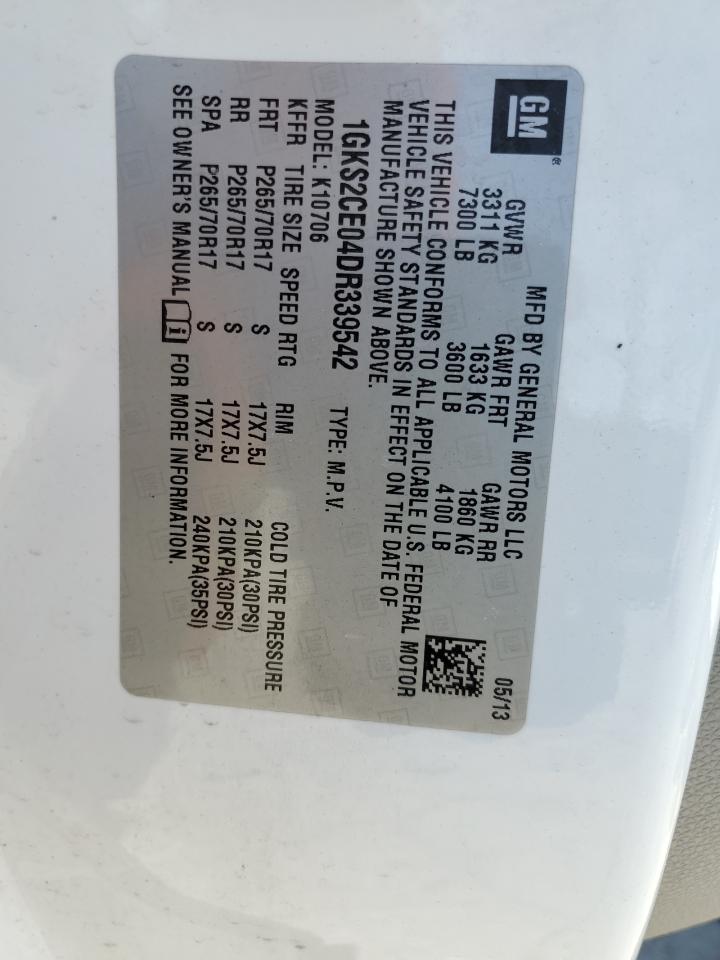 GM®
MFD BY GENERAL MOTORS LLC 05/13
GVWR GAWR FRT GAWR RR
3311 KG 1633 KG 1860 KG
7300 LB 3600 LB 4100 LB
THIS VEHICLE CONFORMS TO ALL APPLICABLE U.S. FEDERAL MOTOR
VEHICLE SAFETY STANDARDS IN EFFECT ON THE DATE OF
MANUFACTURE SHOWN ABOVE.
1GKS2CE04DR339542 TYPE: M.P.V.
MODEL: K10706
KFFR TIRE SIZE SPEED RTG RIM COLD TIRE PRESSURE
FRT P265/70R17 S 17X7.5J 210KPA(30PSI)
RR P265/70R17 S 17X7.5J 210KPA(30PSI)
SPA P265/70R17 S 17X7.5J 240KPA(35PSI)
SEE OWNER'S MANUAL i FOR MORE INFORMATION.